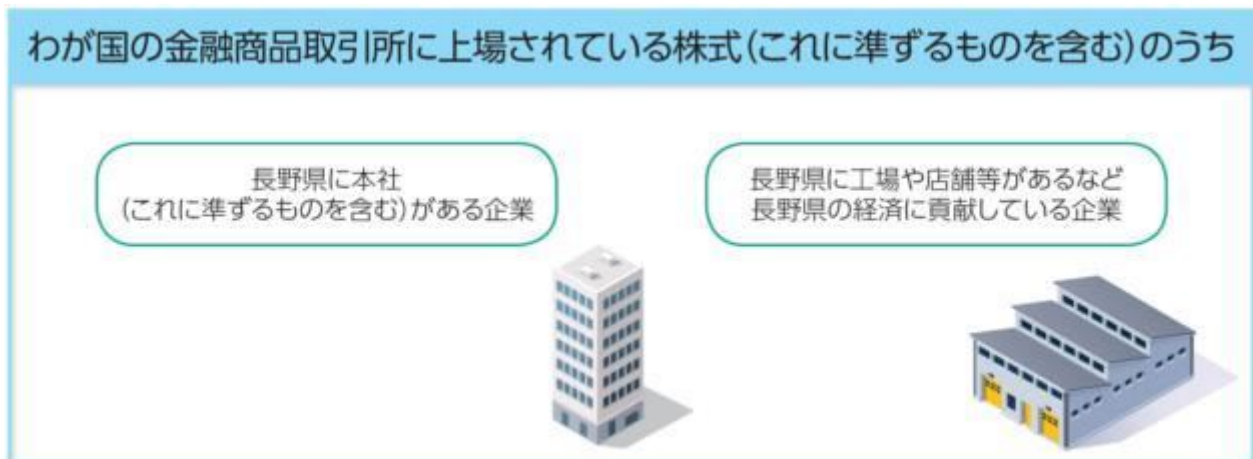 わが国の金融商品取引所に上場されている株式(これに準ずるものを含む)のうち
長野県に本社
(これに準ずるものを含む)がある企業
長野県に工場や店舗等があるなど
長野県の経済に貢献している企業